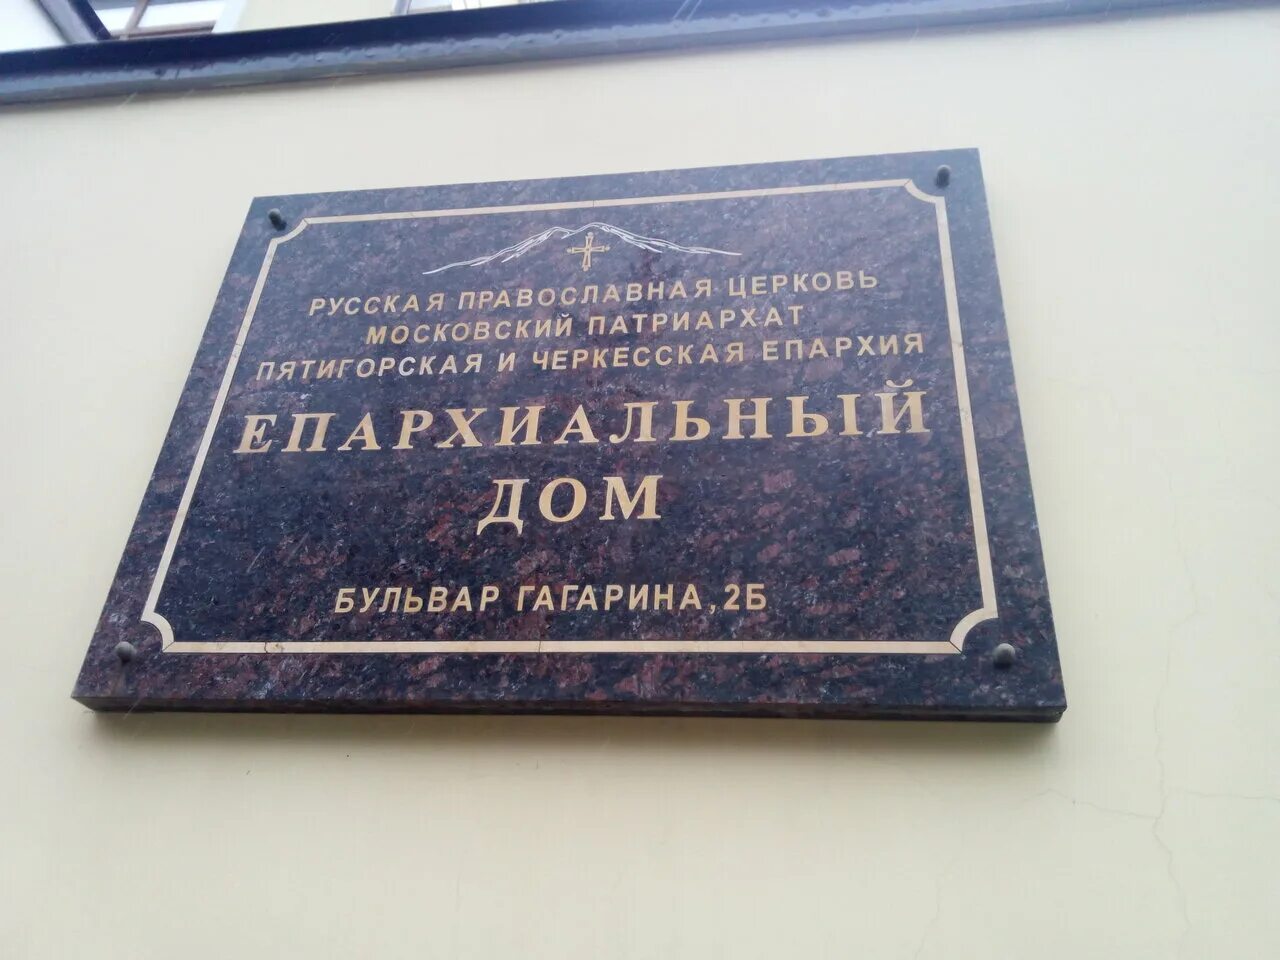 РУССКАЯ ПРАВОСЛАВНАЯ ЦЕРКОВЬ
МОСКОВСКИЙ ПАТРИАРХАТ
ПЯТИГОРСКАЯ И ЧЕРКЕССКАЯ ЕПАРХИЯ
ЕПАРХИАЛЬНЫЙ
ДОМ
БУЛЬВАР ГАГАРИНА, 2Б